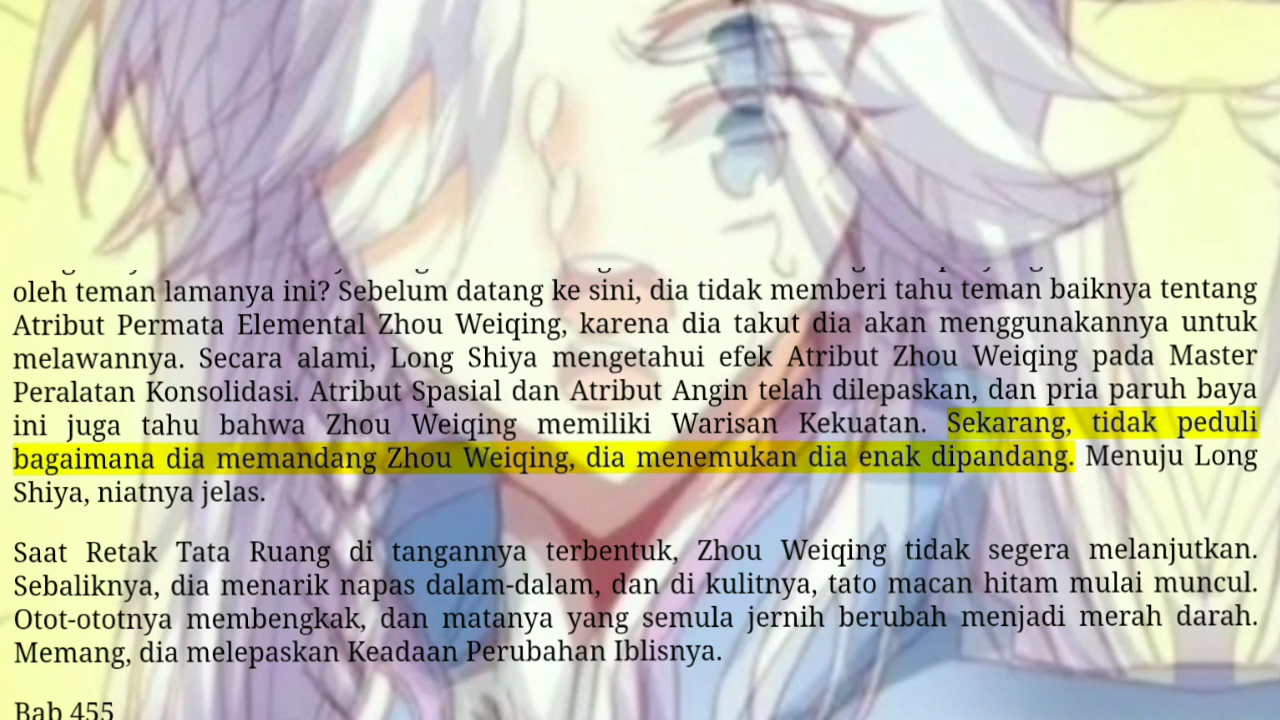 oleh teman lamanya ini? Sebelum datang ke sini, dia tidak memberi tahu teman baiknya tentang
Atribut Permata Elemental Zhou Weiqing, karena dia takut dia akan menggunakannya untuk
melawannya. Secara alami, Long Shiya mengetahui efek Atribut Zhou Weiqing pada Master
Peralatan Konsolidasi. Atribut Spasial dan Atribut Angin telah dilepaskan, dan pria paruh baya
ini juga tahu bahwa Zhou Weiqing memiliki Warisan Kekuatan. Sekarang, tidak peduli
bagaimana dia memandang Zhou Weiqing, dia menemukan dia enak dipandang. Menuju Long
Shiya, niatnya jelas.
Saat Retak Tata Ruang di tangannya terbentuk, Zhou Weiqing tidak segera melanjutkan.
Sebaliknya, dia menarik napas dalam-dalam, dan di kulitnya, tato macan hitam mulai muncul.
Otot-ototnya membengkak, dan matanya yang semula jernih berubah menjadi merah darah.
Memang, dia melepaskan Keadaan Perubahan Iblisnya.
Bab 455